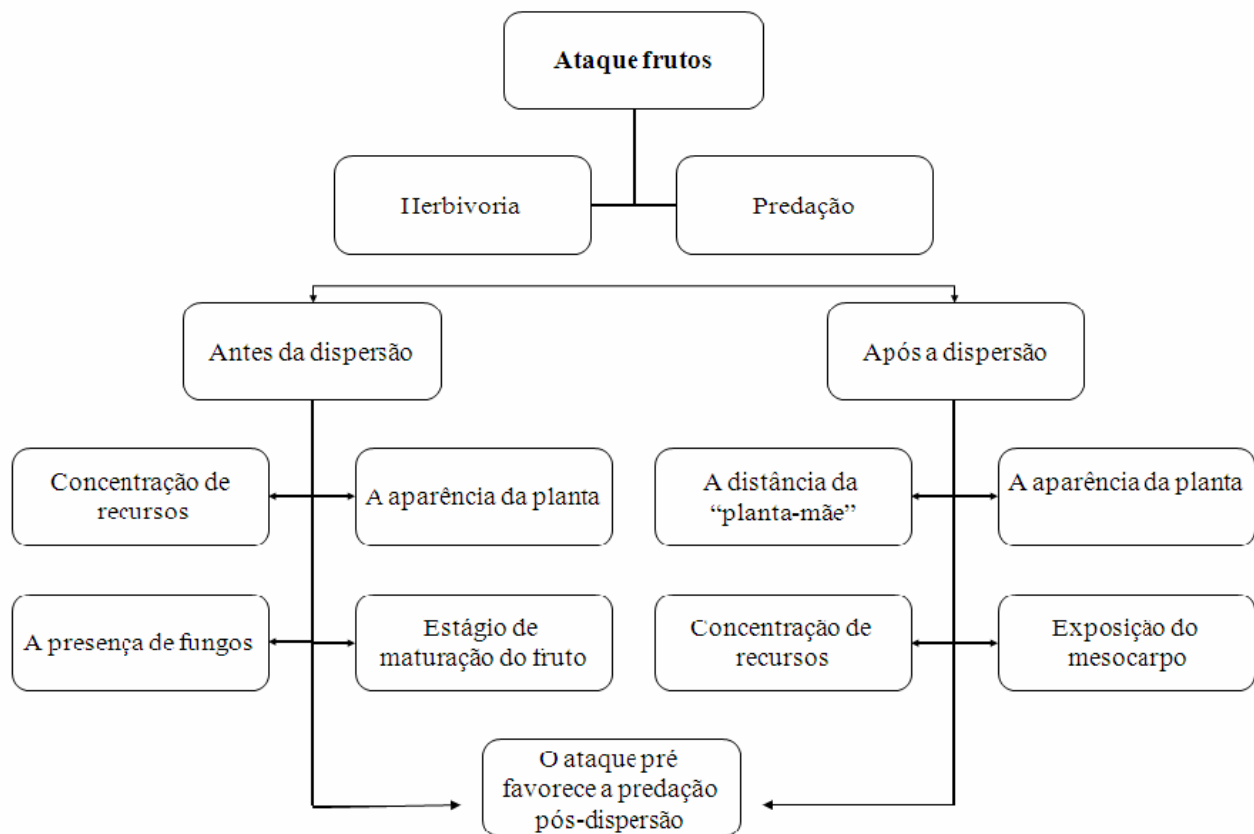 Ataque frutos
Herbivoria
Predação
Antes da dispersão
Após a dispersão
Concentração de
recursos
A aparência da planta
A distância da
“planta-mãe”
A aparência da planta
A presença de fungos
Estágio de
maturação do fruto
Concentração de
recursos
Exposição do
mesocarpo
O ataque pré
favorece a predação
pós-dispersão